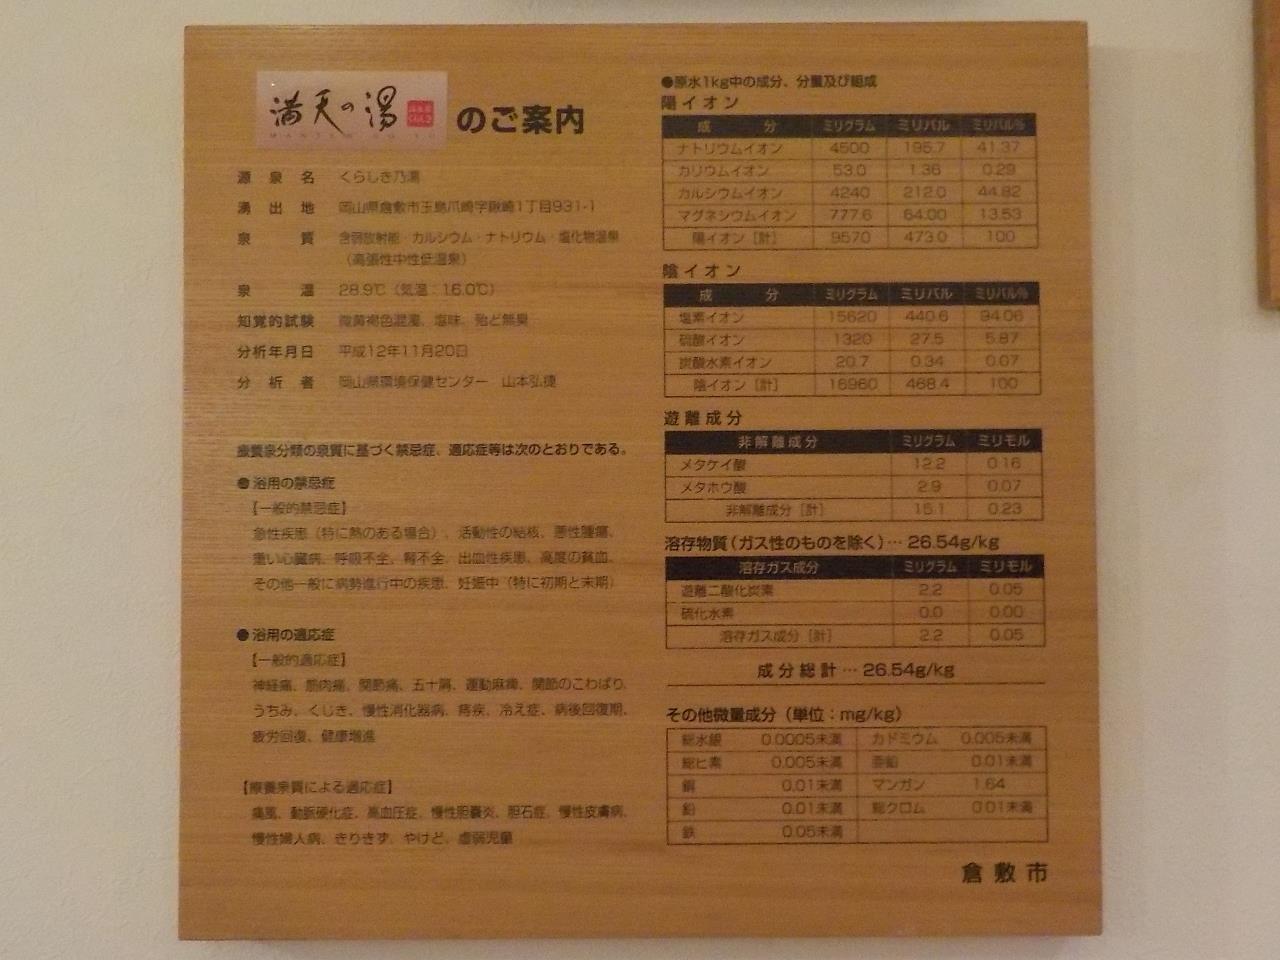 満天の湯 のご案内
源泉名 くらしき乃湯
湧出地 岡山県倉敷市玉島爪崎字鍬崎1丁目931-1
泉質 含弱放射能・カルシウム・ナトリウム・塩化物温泉
（高張性中性低温泉）
泉温 28.9℃（気温：16.0℃）
知覚的試験 微黄褐色混濁、塩味、殆ど無臭
分析年月日 平成12年11月20日
分析者 岡山県環境保健センター 山本弘捷
療養泉分類の泉質に基づく禁忌症、適応症等は次のとおりである。
●浴用の禁忌症
【一般的禁忌症】
急性疾患（特に熱のある場合）、活動性の結核、悪性腫瘍、
重い心臓病、呼吸不全、腎不全、出血性疾患、高度の貧血、
その他一般に病勢進行中の疾患、妊娠中（特に初期と末期）
●浴用の適応症
【一般的適応症】
神経痛、筋肉痛、関節痛、五十肩、運動麻痺、関節のこわばり、
うちみ、くじき、慢性消化器病、痔疾、冷え症、病後回復期、
疲労回復、健康増進
【療養泉質による適応症】
痛風、動脈硬化症、高血圧症、慢性胆嚢炎、胆石症、慢性皮膚病、
慢性婦人病、きりきず、やけど、虚弱児童
●原水1kg中の成分、分量及び組成
陽イオン
成分 ミリグラム ミリバル ミリバル%
ナトリウムイオン 4500 195.7 41.37
カリウムイオン 53.0 1.36 0.29
カルシウムイオン 4240 212.0 44.82
マグネシウムイオン 777.6 64.00 13.53
陽イオン［計］ 9570 473.0 100
陰イオン
成分 ミリグラム ミリバル ミリバル%
塩素イオン 15620 440.6 94.06
硫酸イオン 1320 27.5 5.87
炭酸水素イオン 20.7 0.34 0.07
陰イオン［計］ 16960 468.4 100
遊離成分
非解離成分 ミリグラム ミリモル
メタケイ酸 12.2 0.16
メタホウ酸 2.9 0.07
非解離成分［計］ 15.1 0.23
溶存物質（ガス性のものを除く）… 26.54g/kg
溶存ガス成分 ミリグラム ミリモル
遊離二酸化炭素 2.2 0.05
硫化水素 0.0 0.00
溶存ガス成分［計］ 2.2 0.05
成分総計 … 26.54g/kg
その他微量成分（単位：mg/kg）
総水銀 0.0005未満 カドミウム 0.005未満
総ヒ素 0.005未満 亜鉛 0.01未満
銅 0.01未満 マンガン 1.64
鉛 0.01未満 総クロム 0.01未満
鉄 0.05未満
倉敷市